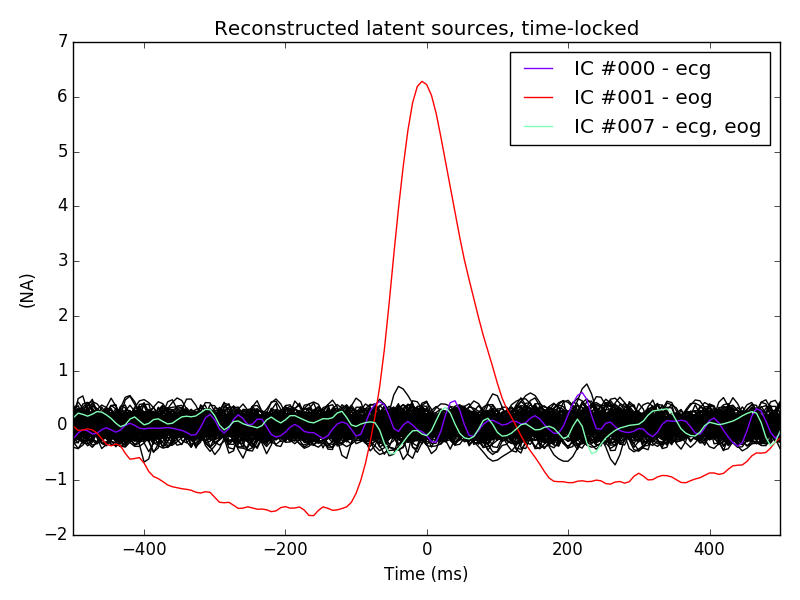 Reconstructed latent sources, time-locked
7
6
5
4
3
2
1
0
−1
−2
(NA)
IC #000 - ecg
IC #001 - eog
IC #007 - ecg, eog
−400 −200 0 200 400
Time (ms)